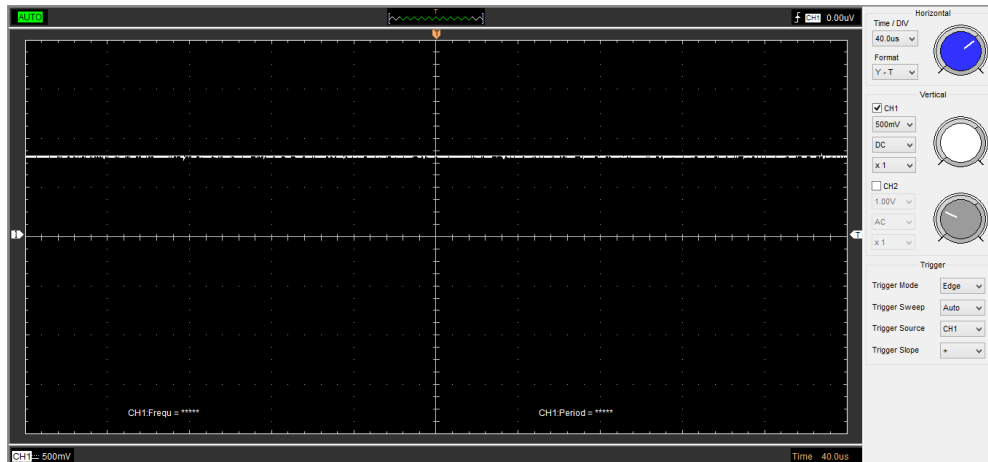 AUTO
T
CH1 0.00uV
T
1
T
CH1:Frequ = *****
CH1:Period = *****
CH1 500mV
Time 40.0us
Horizontal
Time / DIV
40.0us
Format
Y - T
Vertical
CH1
500mV
DC
x 1
CH2
1.00V
AC
x 1
Trigger
Trigger Mode
Edge
Trigger Sweep
Auto
Trigger Source
CH1
Trigger Slope
+